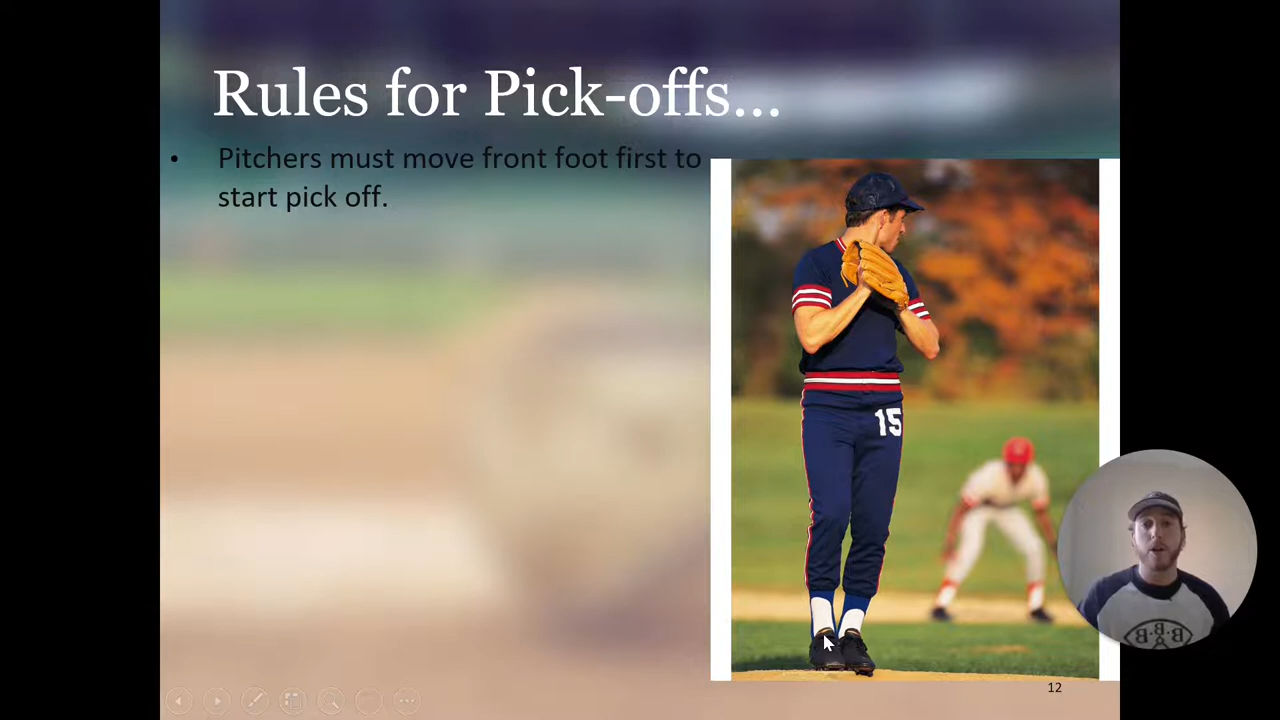 Rules for Pick-offs...
• Pitchers must move front foot first to
start pick off.
15
B·B·B
B A B
12